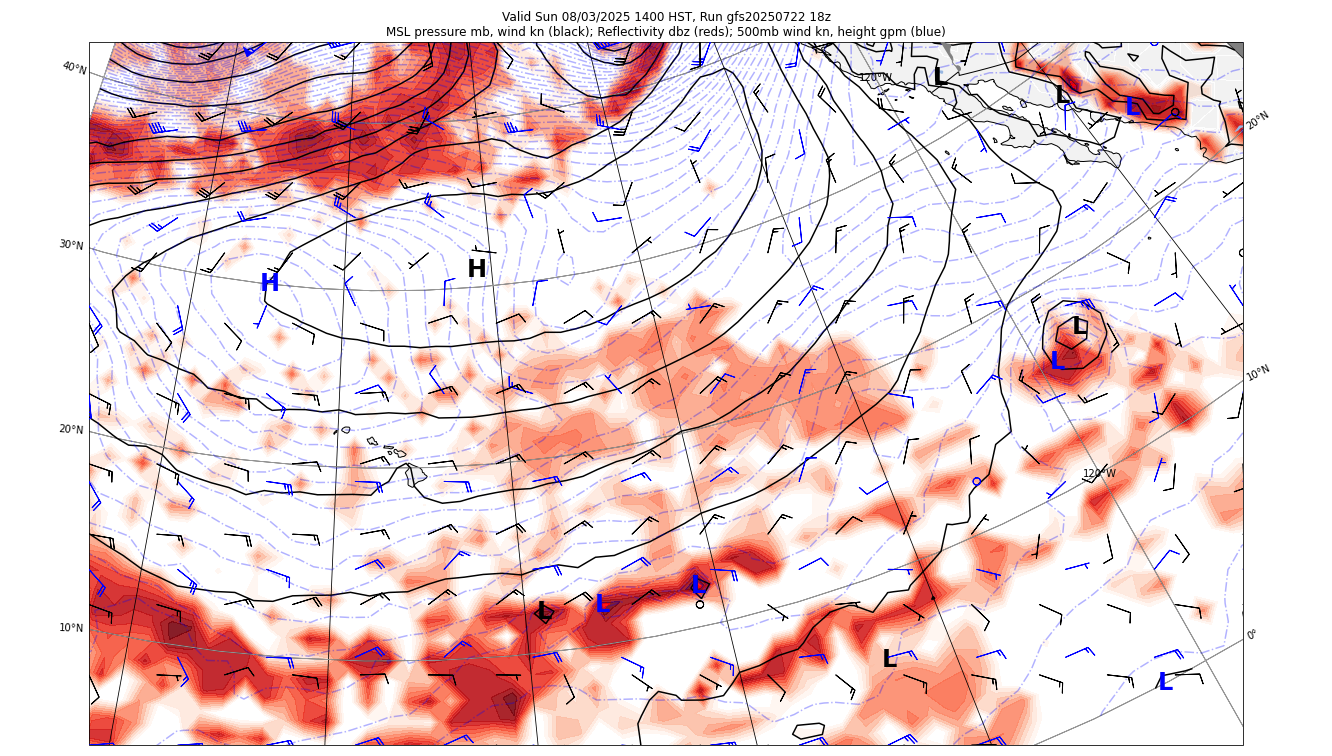 Valid Sun 08/03/2025 1400 HST, Run gfs20250722 18z
MSL pressure mb, wind kn (black); Reflectivity dbz (reds); 500mb wind kn, height gpm (blue)
40°N
120°W
L
L
L
20°N
30°N
H
H
L
L
10°N
20°N
120°W
L
L
L
10°N
0°
L
L